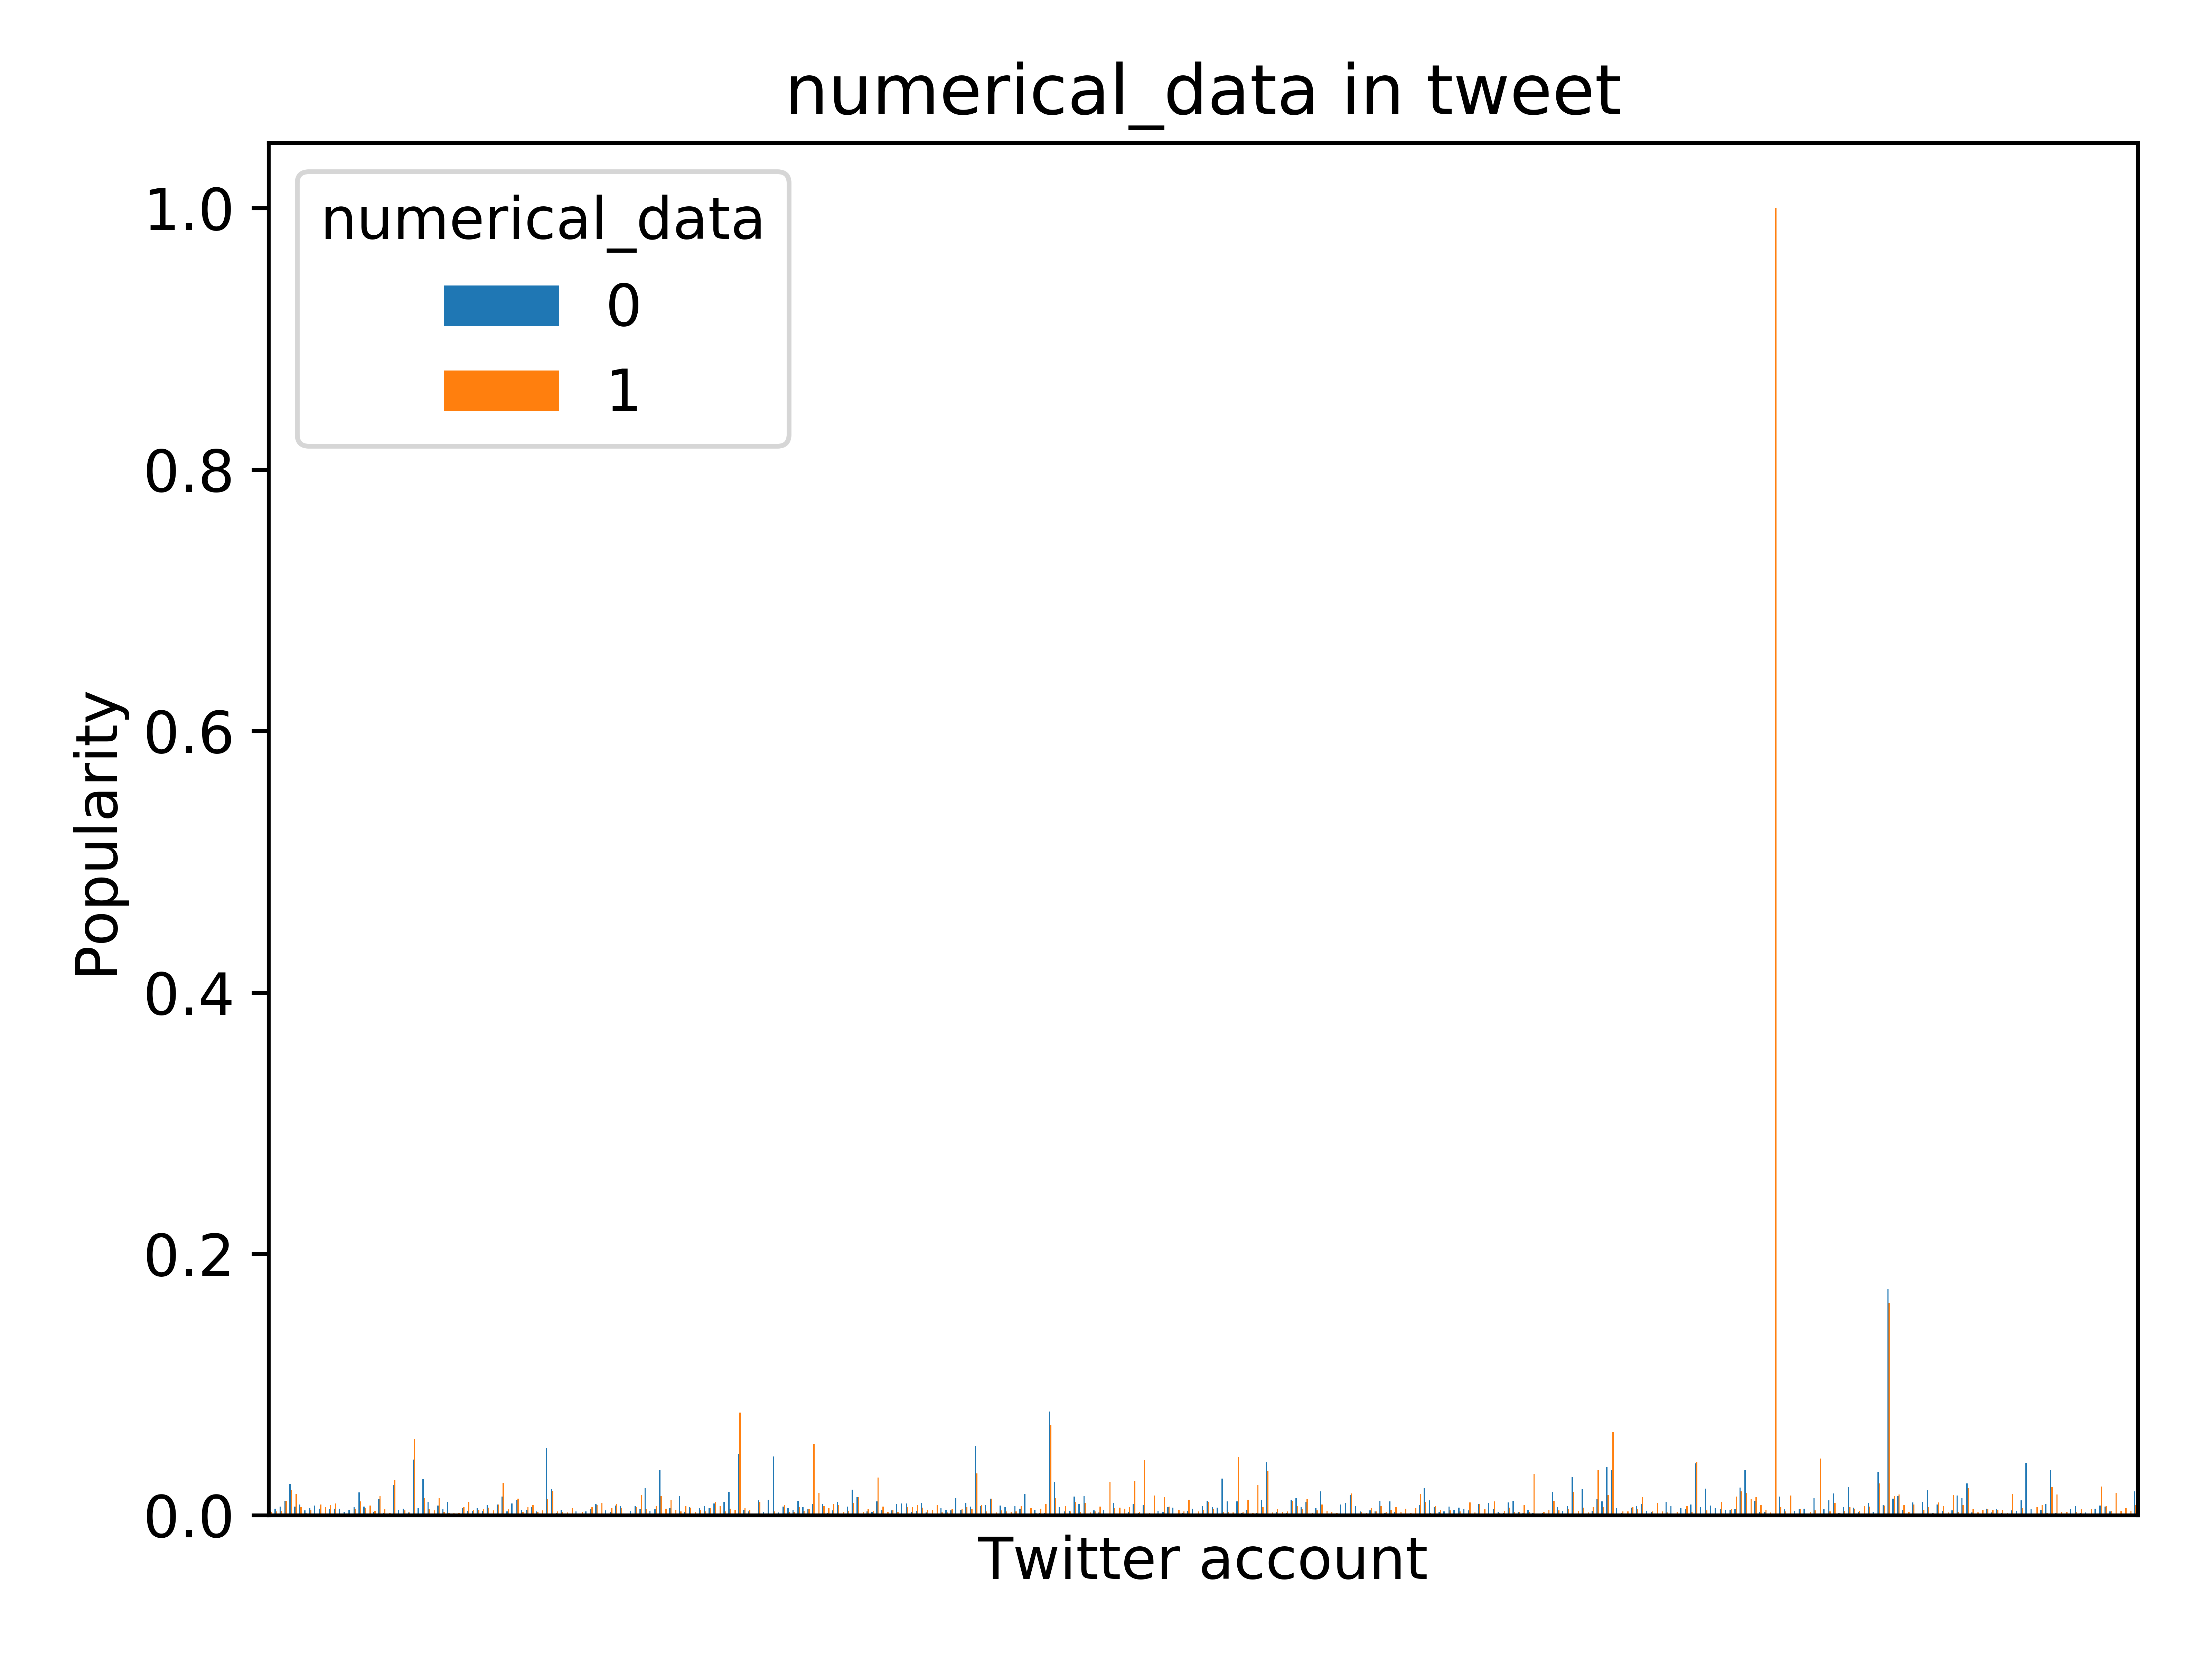 numerical_data in tweet
numerical_data
0
1
1.0
0.8
0.6
0.4
0.2
0.0
Popularity
Twitter account